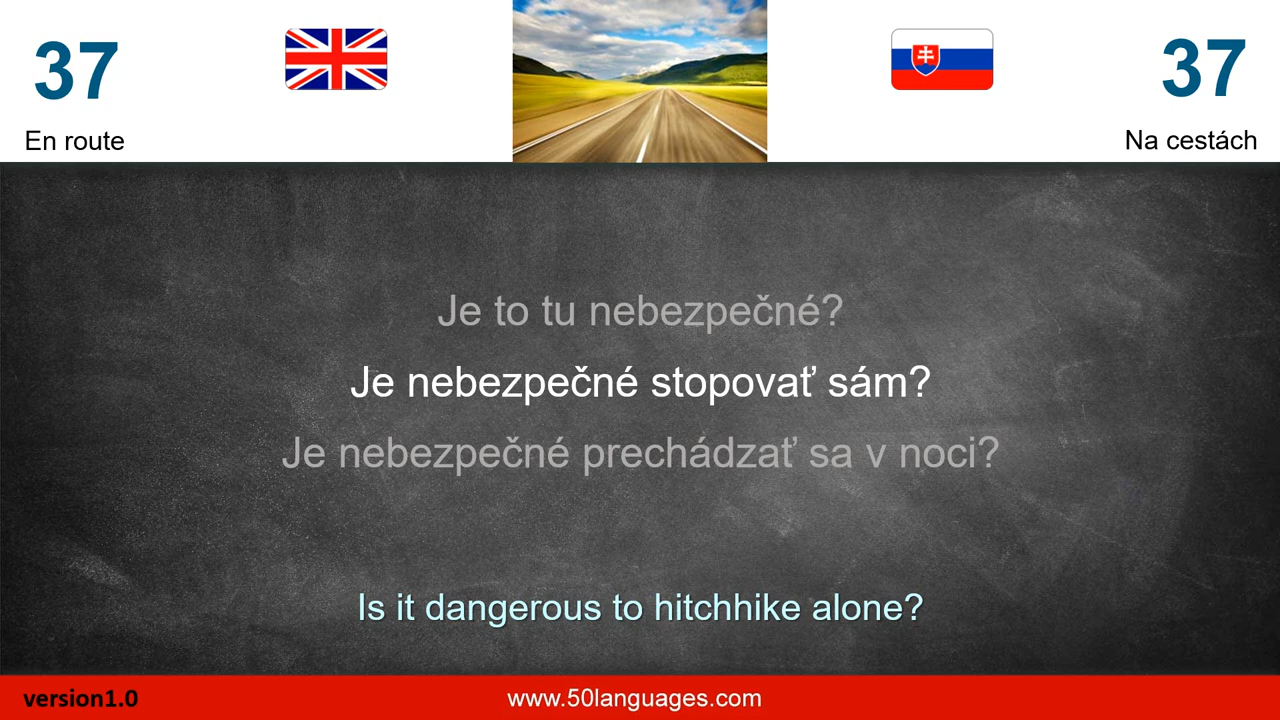 37
37
En route
Na cestách
Je to tu nebezpečné?
Je nebezpečné stopovať sám?
Je nebezpečné prechádzať sa v noci?
Is it dangerous to hitchhike alone?
version1.0
www.50languages.com